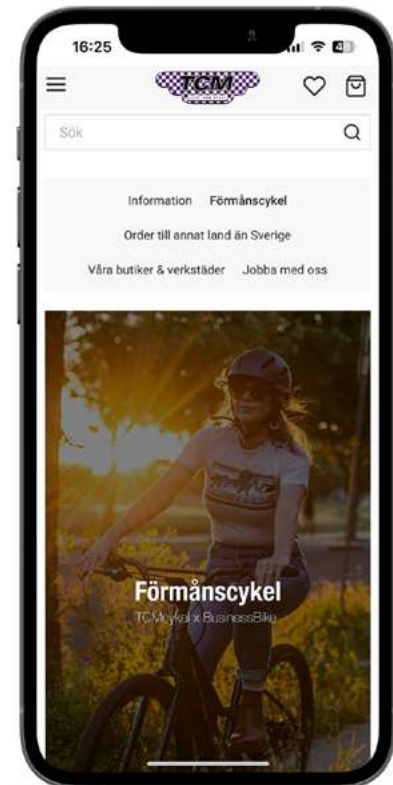 16:25
TCM
Sök
Information Förmånscykel
Order till annat land än Sverige
Våra butiker & verkstäder Jobba med oss
Förmånscykel
TCMcykel x BusinessBike